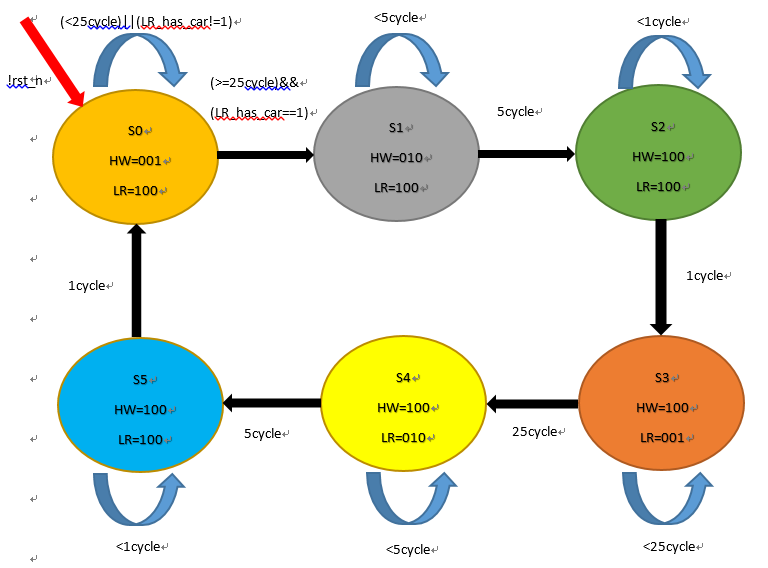 (<25cycle)||(LR_has_car!=1)
<5cycle
<1cycle
!rst_n
(>=25cycle)&&
(LR_has_car==1)
5cycle
S0
HW=001
LR=100
S1
HW=010
LR=100
S2
HW=100
LR=100
1cycle
1cycle
S5
HW=100
LR=100
S4
HW=100
LR=010
S3
HW=100
LR=001
5cycle
25cycle
<1cycle
<5cycle
<25cycle